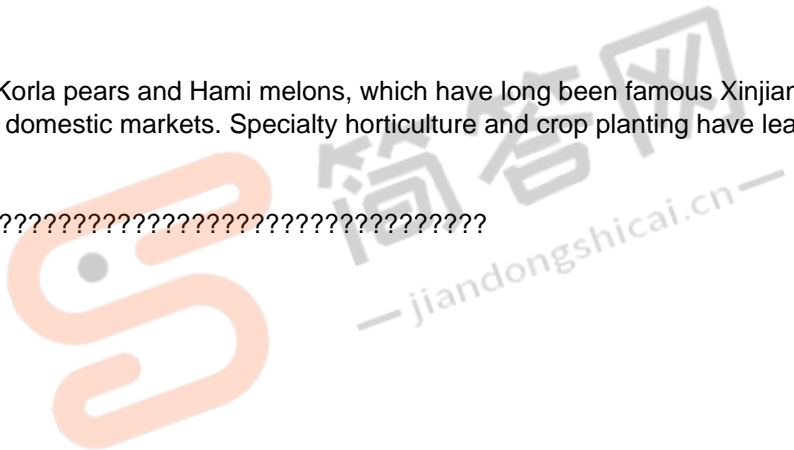 Korla pears and Hami melons, which have long been famous Xinjian
domestic markets. Specialty horticulture and crop planting have lea
????????????????????????????????
简答网
jiandongshicai.cn